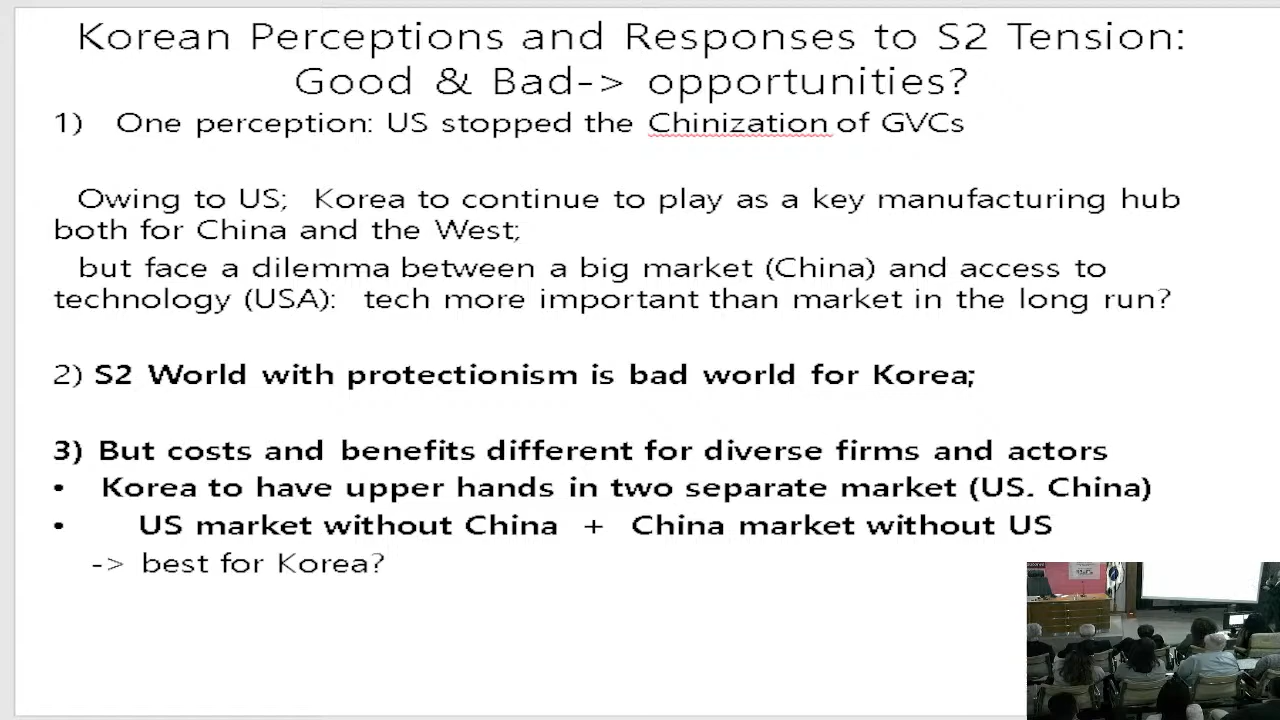 Korean Perceptions and Responses to S2 Tension:
Good & Bad-> opportunities?
1) One perception: US stopped the Chinization of GVCs
Owing to US; Korea to continue to play as a key manufacturing hub
both for China and the West;
but face a dilemma between a big market (China) and access to
technology (USA): tech more important than market in the long run?
2) S2 World with protectionism is bad world for Korea;
3) But costs and benefits different for diverse firms and actors
• Korea to have upper hands in two separate market (US. China)
• US market without China + China market without US
-> best for Korea?